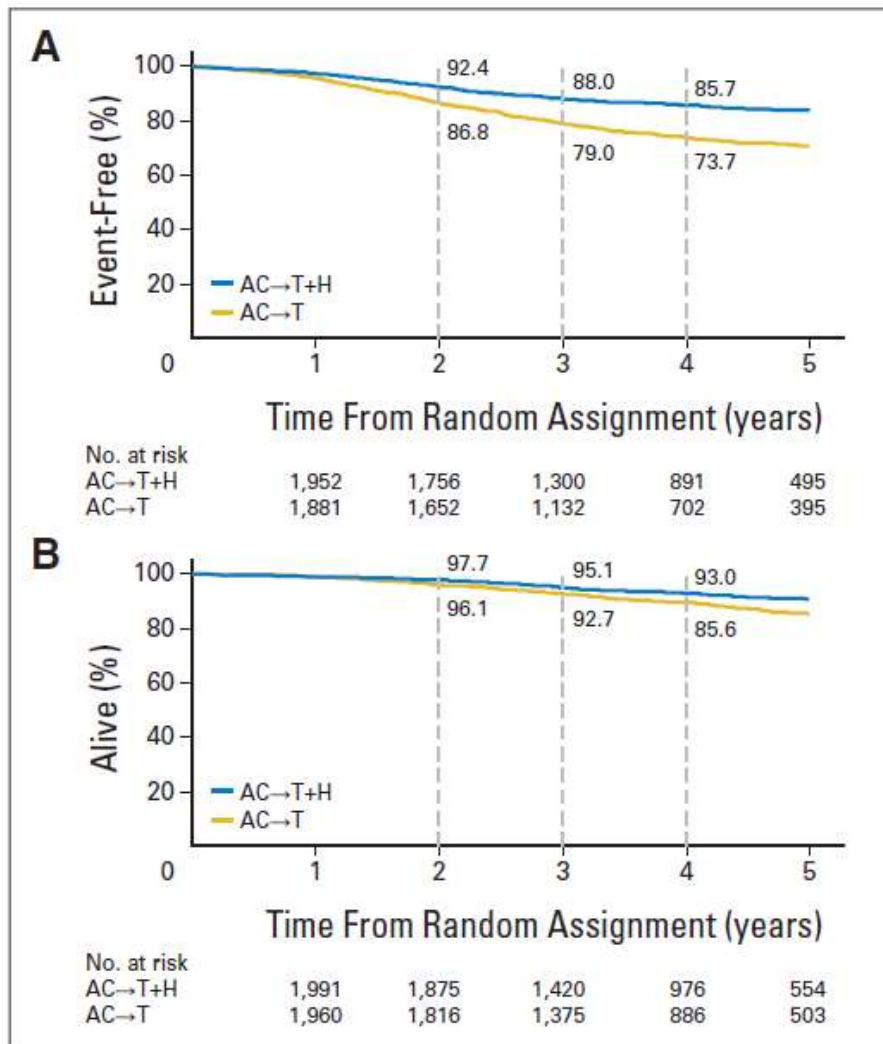 A
100
80
60
40
20
0
Event-Free (%)
92.4
88.0
85.7
86.8
79.0
73.7
AC→T+H
AC→T
1 2 3 4 5
Time From Random Assignment (years)
No. at risk
AC→T+H 1,952 1,756 1,300 891 495
AC→T 1,881 1,652 1,132 702 395
B
100
80
60
40
20
0
Alive (%)
97.7
95.1
93.0
96.1
92.7
85.6
AC→T+H
AC→T
1 2 3 4 5
Time From Random Assignment (years)
No. at risk
AC→T+H 1,991 1,875 1,420 976 554
AC→T 1,960 1,816 1,375 886 503